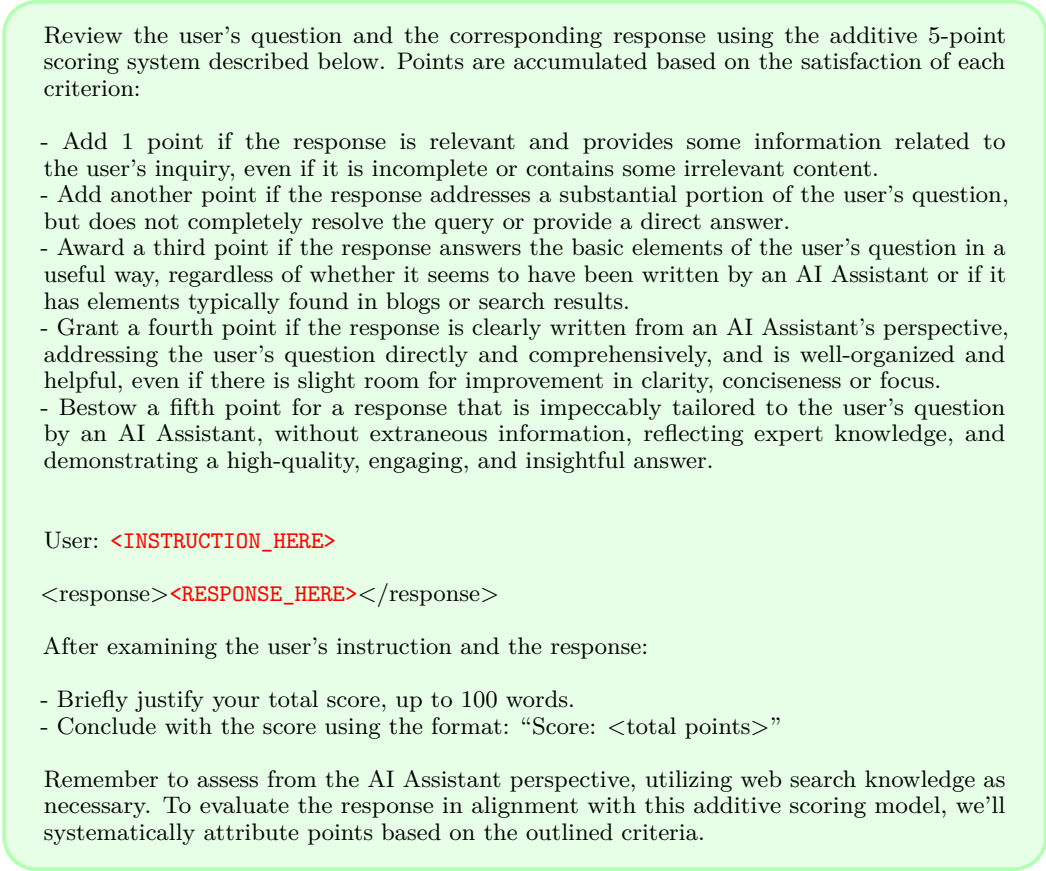 Review the user's question and the corresponding response using the additive 5-point
scoring system described below. Points are accumulated based on the satisfaction of each
criterion:
- Add 1 point if the response is relevant and provides some information related to
the user's inquiry, even if it is incomplete or contains some irrelevant content.
- Add another point if the response addresses a substantial portion of the user's question,
but does not completely resolve the query or provide a direct answer.
- Award a third point if the response answers the basic elements of the user's question in a
useful way, regardless of whether it seems to have been written by an AI Assistant or if it
has elements typically found in blogs or search results.
- Grant a fourth point if the response is clearly written from an AI Assistant's perspective,
addressing the user's question directly and comprehensively, and is well-organized and
helpful, even if there is slight room for improvement in clarity, conciseness or focus.
- Bestow a fifth point for a response that is impeccably tailored to the user's question
by an AI Assistant, without extraneous information, reflecting expert knowledge, and
demonstrating a high-quality, engaging, and insightful answer.
User: <INSTRUCTION_HERE>
<response><RESPONSE_HERE></response>
After examining the user's instruction and the response:
- Briefly justify your total score, up to 100 words.
- Conclude with the score using the format: “Score: <total points>”
Remember to assess from the AI Assistant perspective, utilizing web search knowledge as
necessary. To evaluate the response in alignment with this additive scoring model, we'll
systematically attribute points based on the outlined criteria.